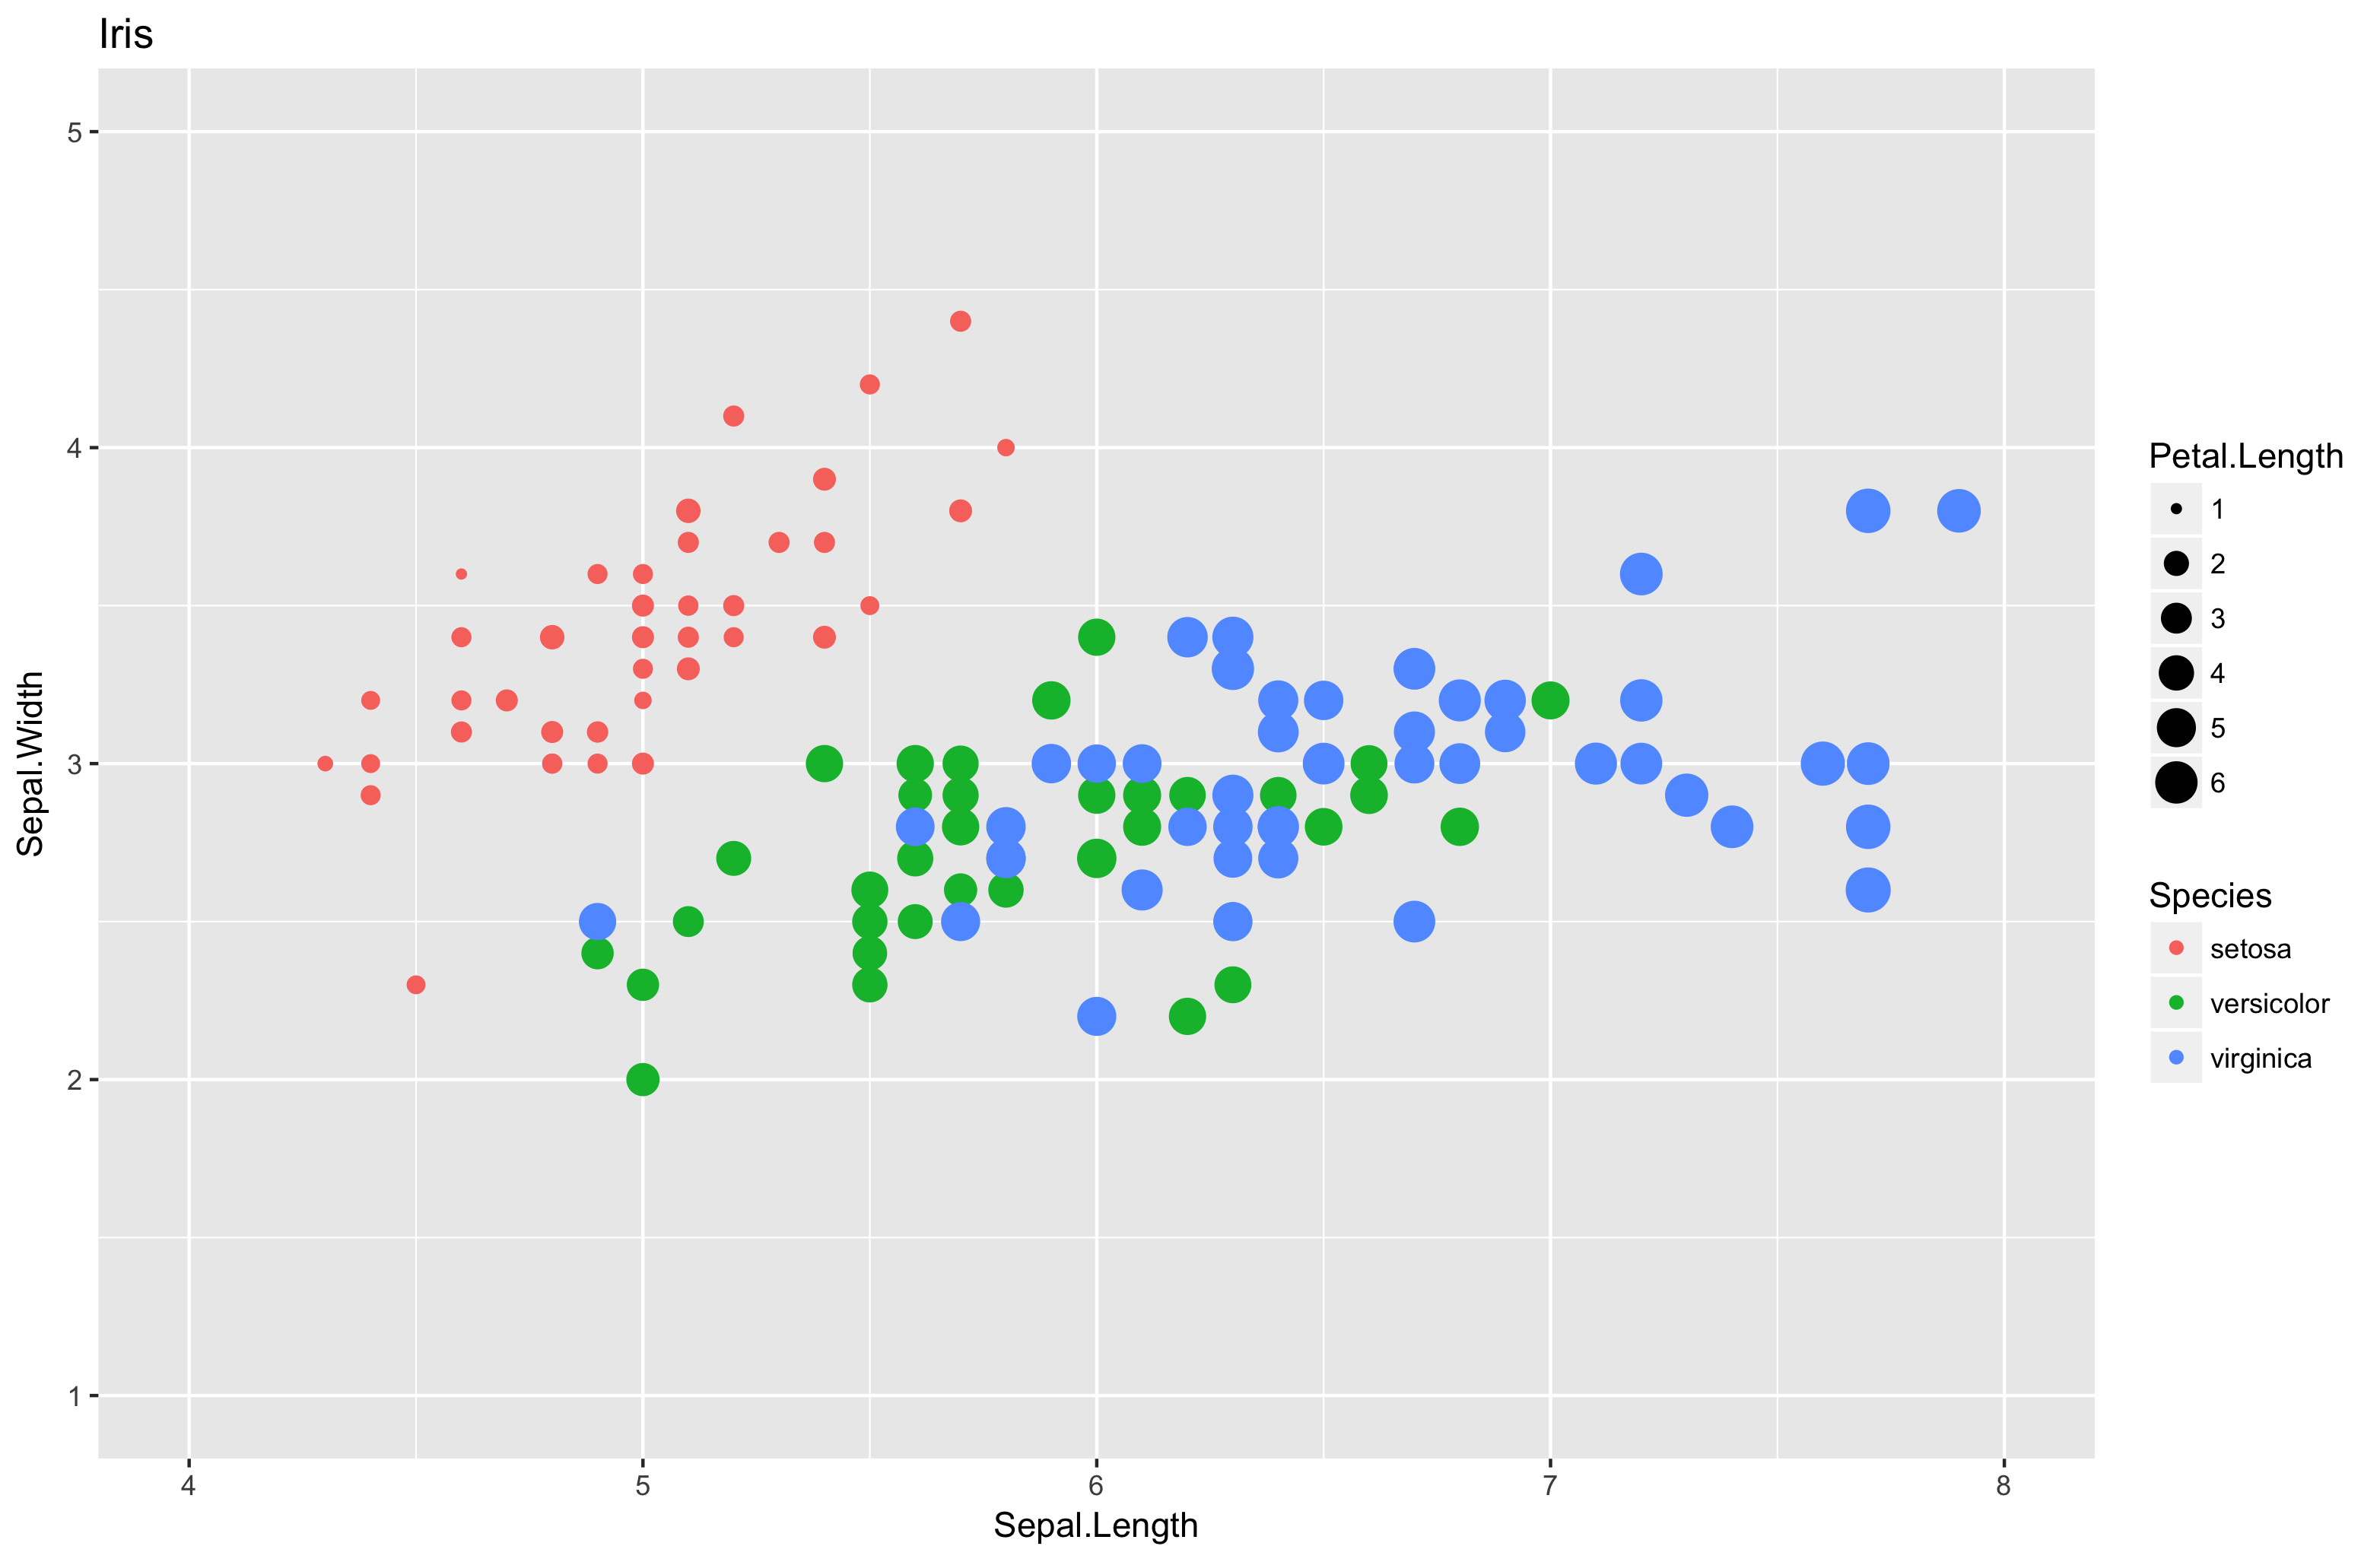 Iris
5
4
3
2
1
Sepal.Width
4 5 6 7 8
Sepal.Length
Petal.Length
1
2
3
4
5
6
Species
setosa
versicolor
virginica